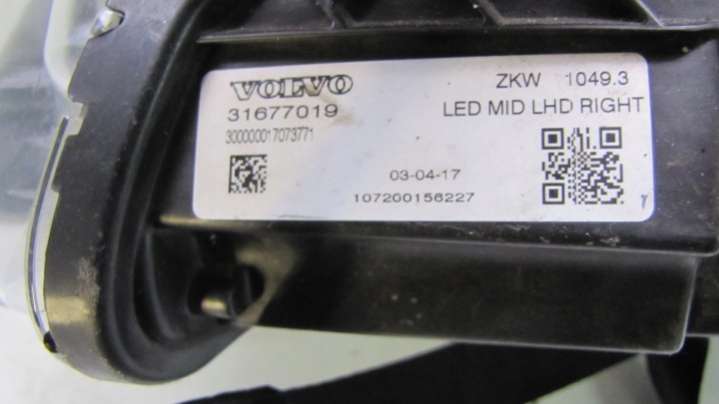 VOLVO
ZKW 1049.3
31677019
LED MID LHD RIGHT
300000017073771
03-04-17
107200156227